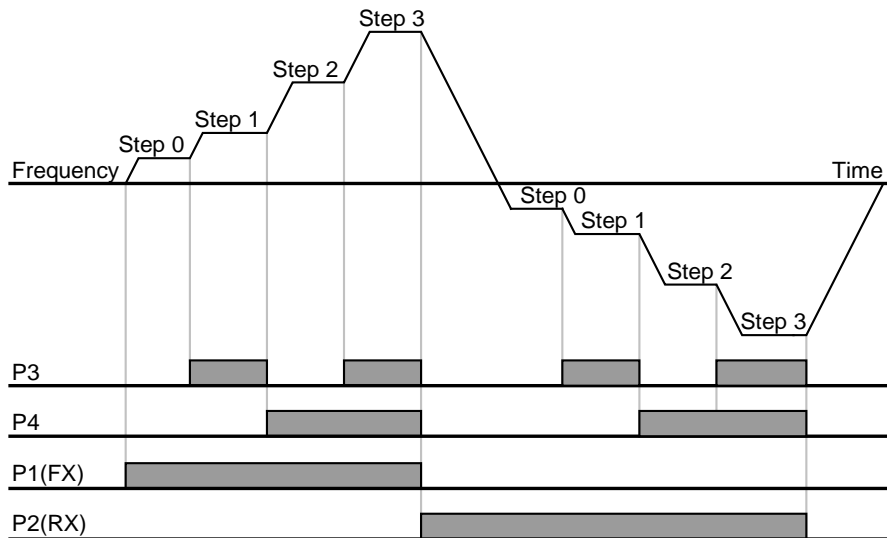 Step 3
Step 2
Step 1
Step 0
Frequency
Time
Step 0
Step 1
Step 2
Step 3
P3
P4
P1(FX)
P2(RX)